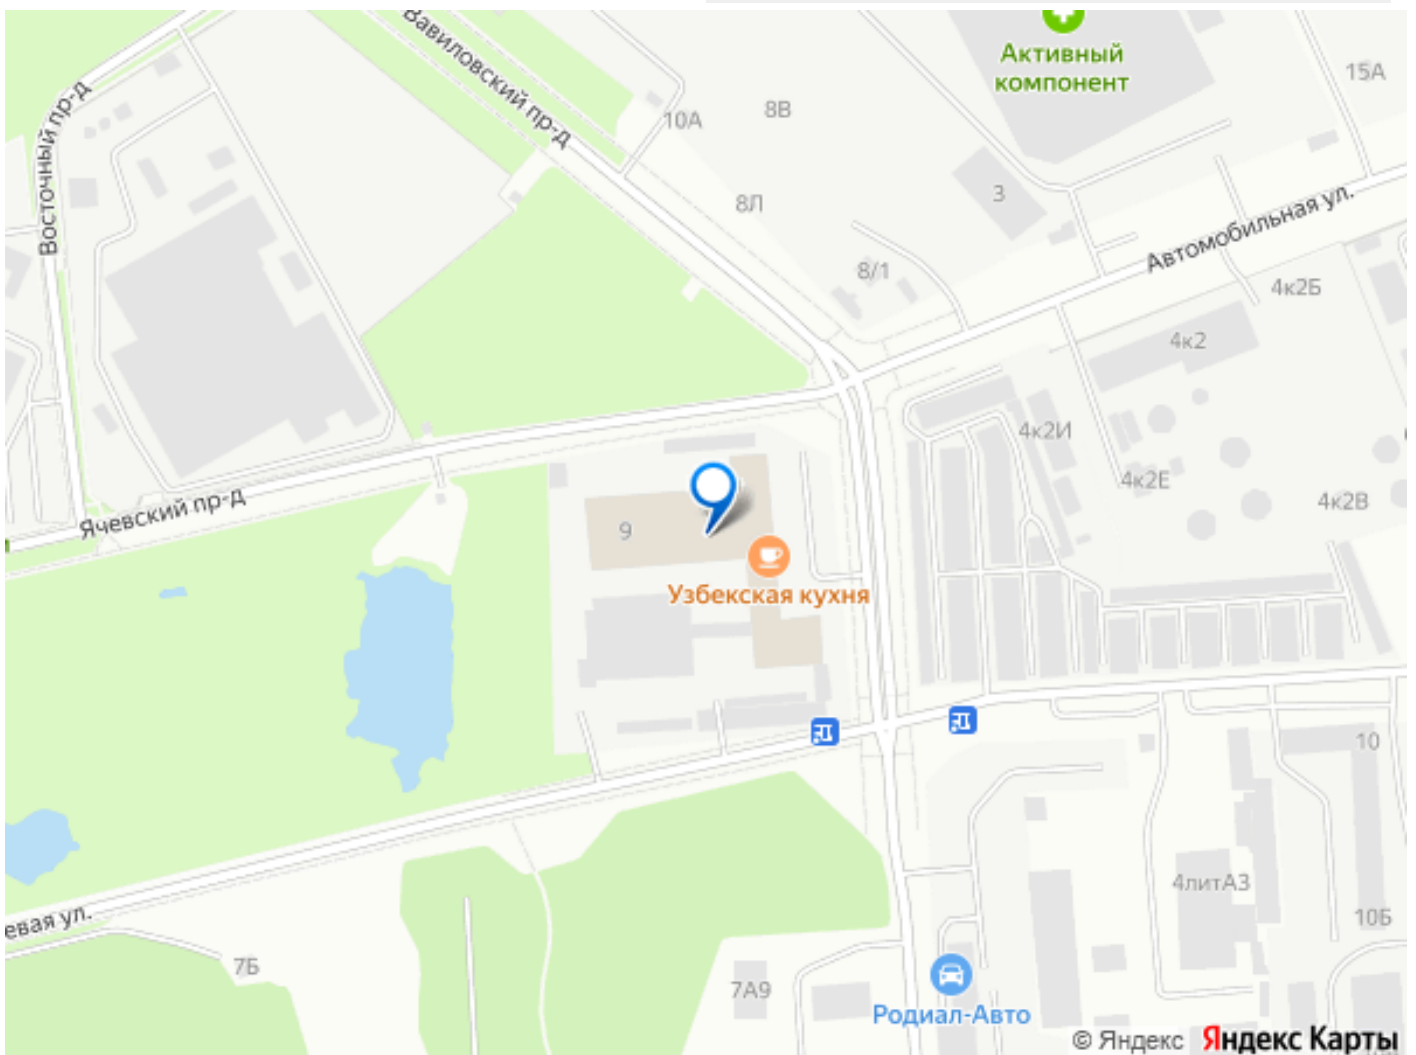 Активный
компонент
15А
Вавиловский пр-д
Восточный пр-д
10А
8В
8Л
3
Автомобильная ул.
8/1
4к2Б
4к2
4к2И
4к2Е
4к2В
Ячевский пр-д
9
Узбекская кухня
10
4литА3
10Б
евая ул.
7Б
7А9
Родиал-Авто
© Яндекс Яндекс Карты